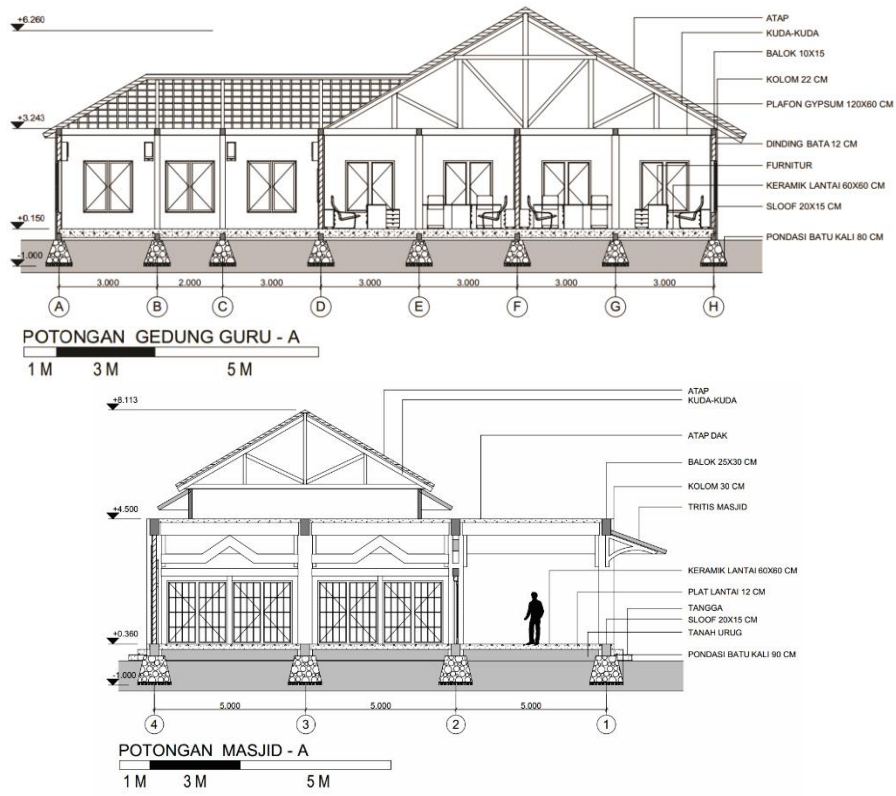 +6.260
+3.243
+0.150
-1.000
ATAP
KUDA-KUDA
BALOK 10X15
KOLOM 22 CM
PLAFON GYPSUM 120X60 CM
DINDING BATA 12 CM
FURNITUR
KERAMIK LANTAI 60X60 CM
SLOOF 20X15 CM
PONDASI BATU KALI 80 CM
3.000 2.000 3.000 3.000 3.000 3.000 3.000
A B C D E F G H
POTONGAN GEDUNG GURU - A
1 M 3 M 5 M
+8.113
+4.500
+0.360
-1.000
ATAP
KUDA-KUDA
ATAP DAK
BALOK 25X30 CM
KOLOM 30 CM
TRITIS MASJID
KERAMIK LANTAI 60X60 CM
PLAT LANTAI 12 CM
TANGGA
SLOOF 20X15 CM
TANAH URUG
PONDASI BATU KALI 90 CM
5.000 5.000 5.000
4 3 2 1
POTONGAN MASJID - A
1 M 3 M 5 M